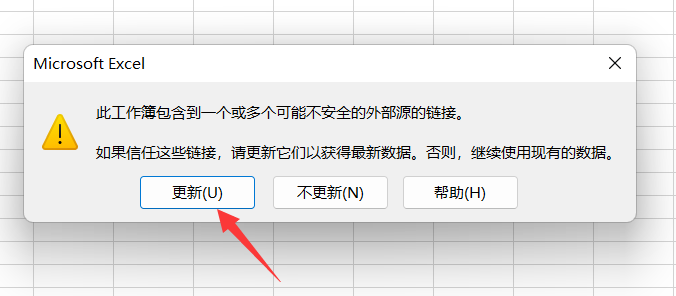 Microsoft Excel
此工作簿包含到一个或多个可能不安全的外部源的链接。
如果信任这些链接，请更新它们以获得最新数据。否则，继续使用现有的数据。
更新(U) 不更新(N) 帮助(H)